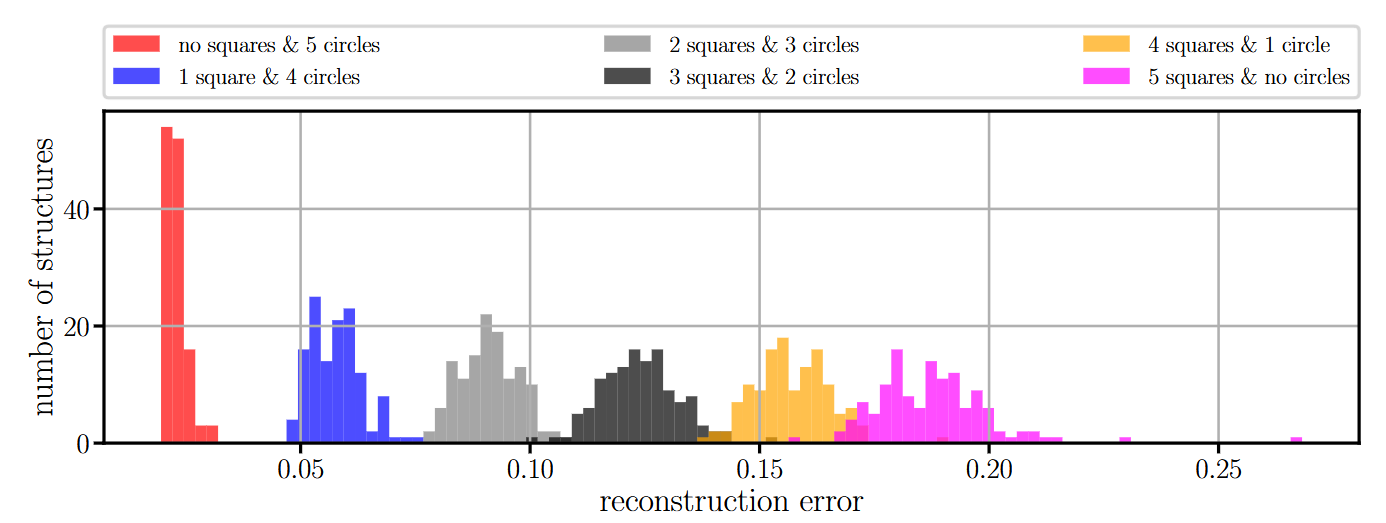 no squares & 5 circles
1 square & 4 circles
2 squares & 3 circles
3 squares & 2 circles
4 squares & 1 circle
5 squares & no circles
number of structures
40
20
0
0.05 0.10 0.15 0.20 0.25
reconstruction error